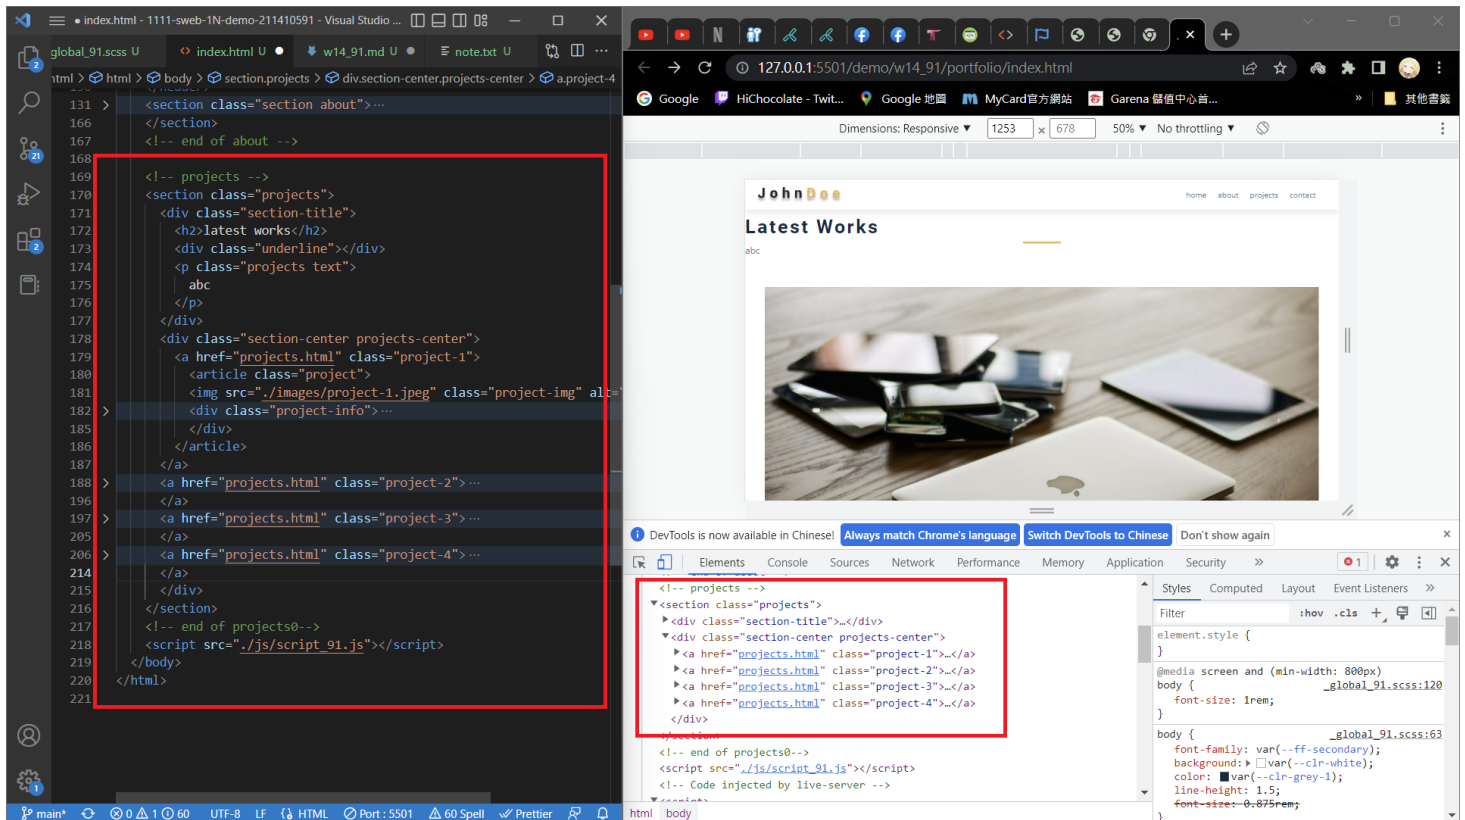 index.html - 1111-sweb-1N-demo-211410591 - Visual Studio ...
global_91.scss U
index.html U
w14_91.md U
note.txt U
html > html > body > section.projects > div.section-center.projects-center > a.project-4
131 <section class="section about">…
166 </section>
167 <!-- end of about -->
168
169 <!-- projects -->
170 <section class="projects">
171 <div class="section-title">
172 <h2>latest works</h2>
173 <div class="underline"></div>
174 <p class="projects text">
175 abc
176 </p>
177 </div>
178 <div class="section-center projects-center">
179 <a href="projects.html" class="project-1">
180 <article class="project">
181 <img src="./images/project-1.jpeg" class="project-img" alt="
182 <div class="project-info">…
185 </div>
186 </article>
187 </a>
188 <a href="projects.html" class="project-2">…
196 </a>
197 <a href="projects.html" class="project-3">…
205 </a>
206 <a href="projects.html" class="project-4">…
214 </a>
215 </div>
216 </section>
217 <!-- end of projects0-->
218 <script src="./js/script_91.js"></script>
219 </body>
220 </html>
221
2
21
2
1
main* 0 1 60 UTF-8 LF HTML Port : 5501 60 Spell Prettier
127.0.0.1:5501/demo/w14_91/portfolio/index.html
Google HiChocolate - Twit... Google 地圖 MyCard官方網站 Garena 儲值中心首... » 其他書籤
Dimensions: Responsive ▼ 1253 × 678 50% ▼ No throttling ▼
JohnDoe
home about projects contact
Latest Works
abc
DevTools is now available in Chinese! Always match Chrome's language Switch DevTools to Chinese Don't show again
Elements Console Sources Network Performance Memory Application Security » 1
<!-- projects -->
<section class="projects">
<div class="section-title">…</div>
<div class="section-center projects-center">
<a href="projects.html" class="project-1">…</a>
<a href="projects.html" class="project-2">…</a>
<a href="projects.html" class="project-3">…</a>
<a href="projects.html" class="project-4">…</a>
</div>
</section>
<!-- end of projects0-->
<script src="./js/script_91.js"></script>
<!-- Code injected by live-server -->
<script>
html body
Styles Computed Layout Event Listeners »
Filter :hov .cls +
element.style {
}
@media screen and (min-width: 800px)
body { _global_91.scss:120
font-size: 1rem;
}
body { _global_91.scss:63
font-family: var(--ff-secondary);
background: var(--clr-white);
color: var(--clr-grey-1);
line-height: 1.5;
font-size: 0.875rem;
}